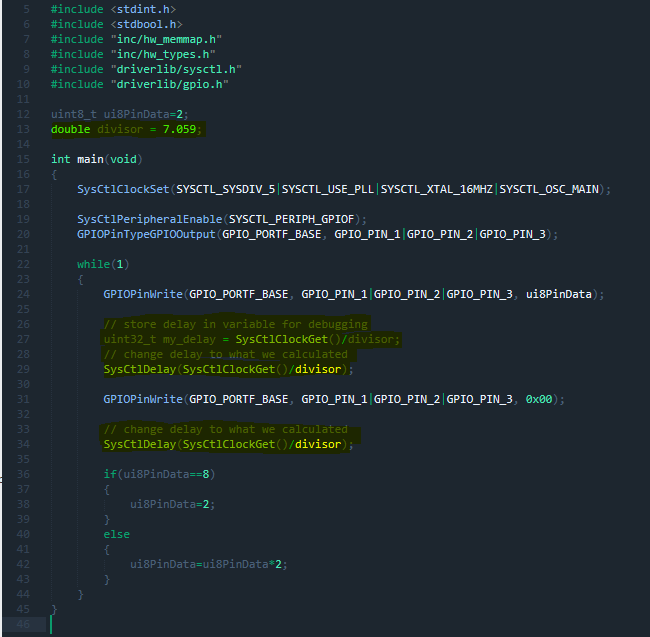 5 #include <stdint.h>
6 #include <stdbool.h>
7 #include "inc/hw_memmap.h"
8 #include "inc/hw_types.h"
9 #include "driverlib/sysctl.h"
10 #include "driverlib/gpio.h"
11
12 uint8_t ui8PinData=2;
13 double divisor = 7.059;
14
15 int main(void)
16 {
17 SysCtlClockSet(SYSCTL_SYSDIV_5|SYSCTL_USE_PLL|SYSCTL_XTAL_16MHZ|SYSCTL_OSC_MAIN);
18
19 SysCtlPeripheralEnable(SYSCTL_PERIPH_GPIOF);
20 GPIOPinTypeGPIOOutput(GPIO_PORTF_BASE, GPIO_PIN_1|GPIO_PIN_2|GPIO_PIN_3);
21
22 while(1)
23 {
24 GPIOPinWrite(GPIO_PORTF_BASE, GPIO_PIN_1|GPIO_PIN_2|GPIO_PIN_3, ui8PinData);
25
26 // store delay in variable for debugging
27 uint32_t my_delay = SysCtlClockGet()/divisor;
28 // change delay to what we calculated
29 SysCtlDelay(SysCtlClockGet()/divisor);
30
31 GPIOPinWrite(GPIO_PORTF_BASE, GPIO_PIN_1|GPIO_PIN_2|GPIO_PIN_3, 0x00);
32
33 // change delay to what we calculated
34 SysCtlDelay(SysCtlClockGet()/divisor);
35
36 if(ui8PinData==8)
37 {
38 ui8PinData=2;
39 }
40 else
41 {
42 ui8PinData=ui8PinData*2;
43 }
44 }
45 }
46